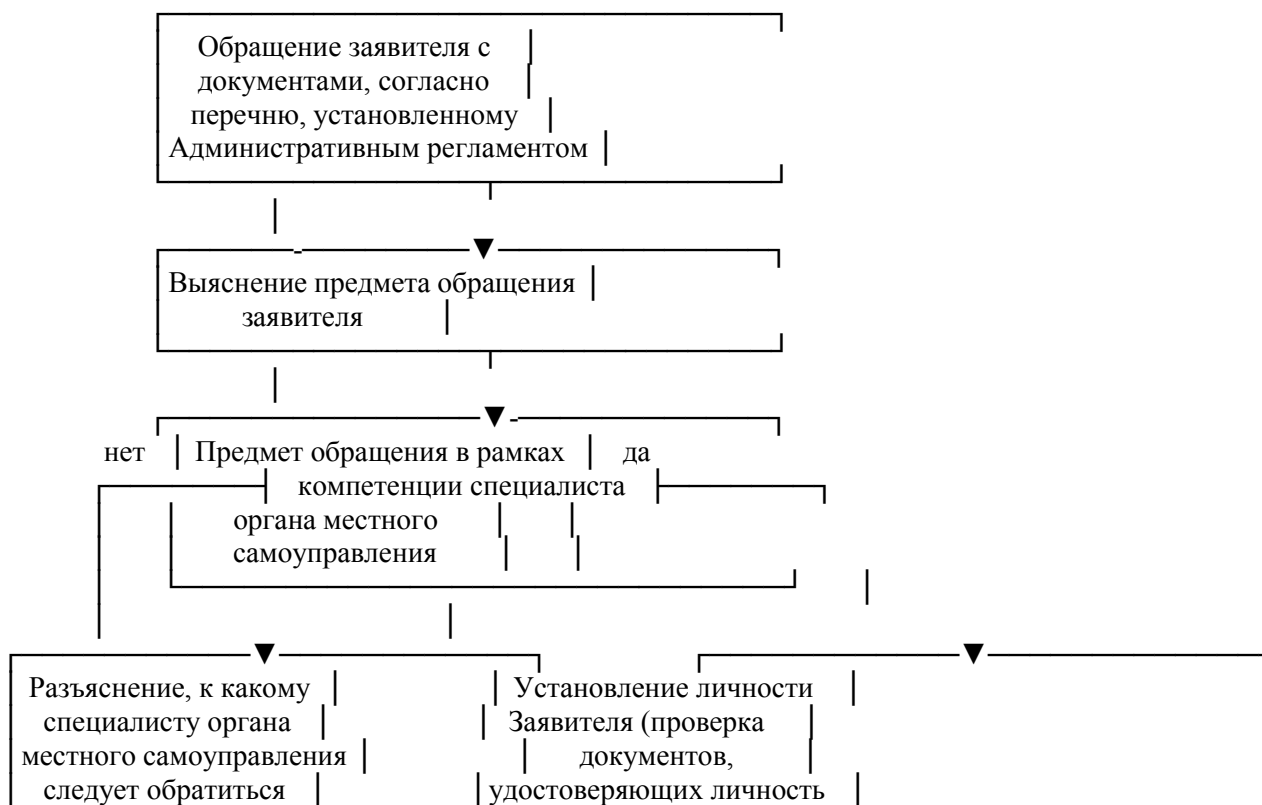 Обращение заявителя с
документами, согласно
перечню, установленному
Административным регламентом
Выяснение предмета обращения
заявителя
нет Предмет обращения в рамках да
компетенции специалиста
органа местного
самоуправления
Разъяснение, к какому Установление личности
специалисту органа Заявителя (проверка
местного самоуправления документов,
следует обратиться удостоверяющих личность